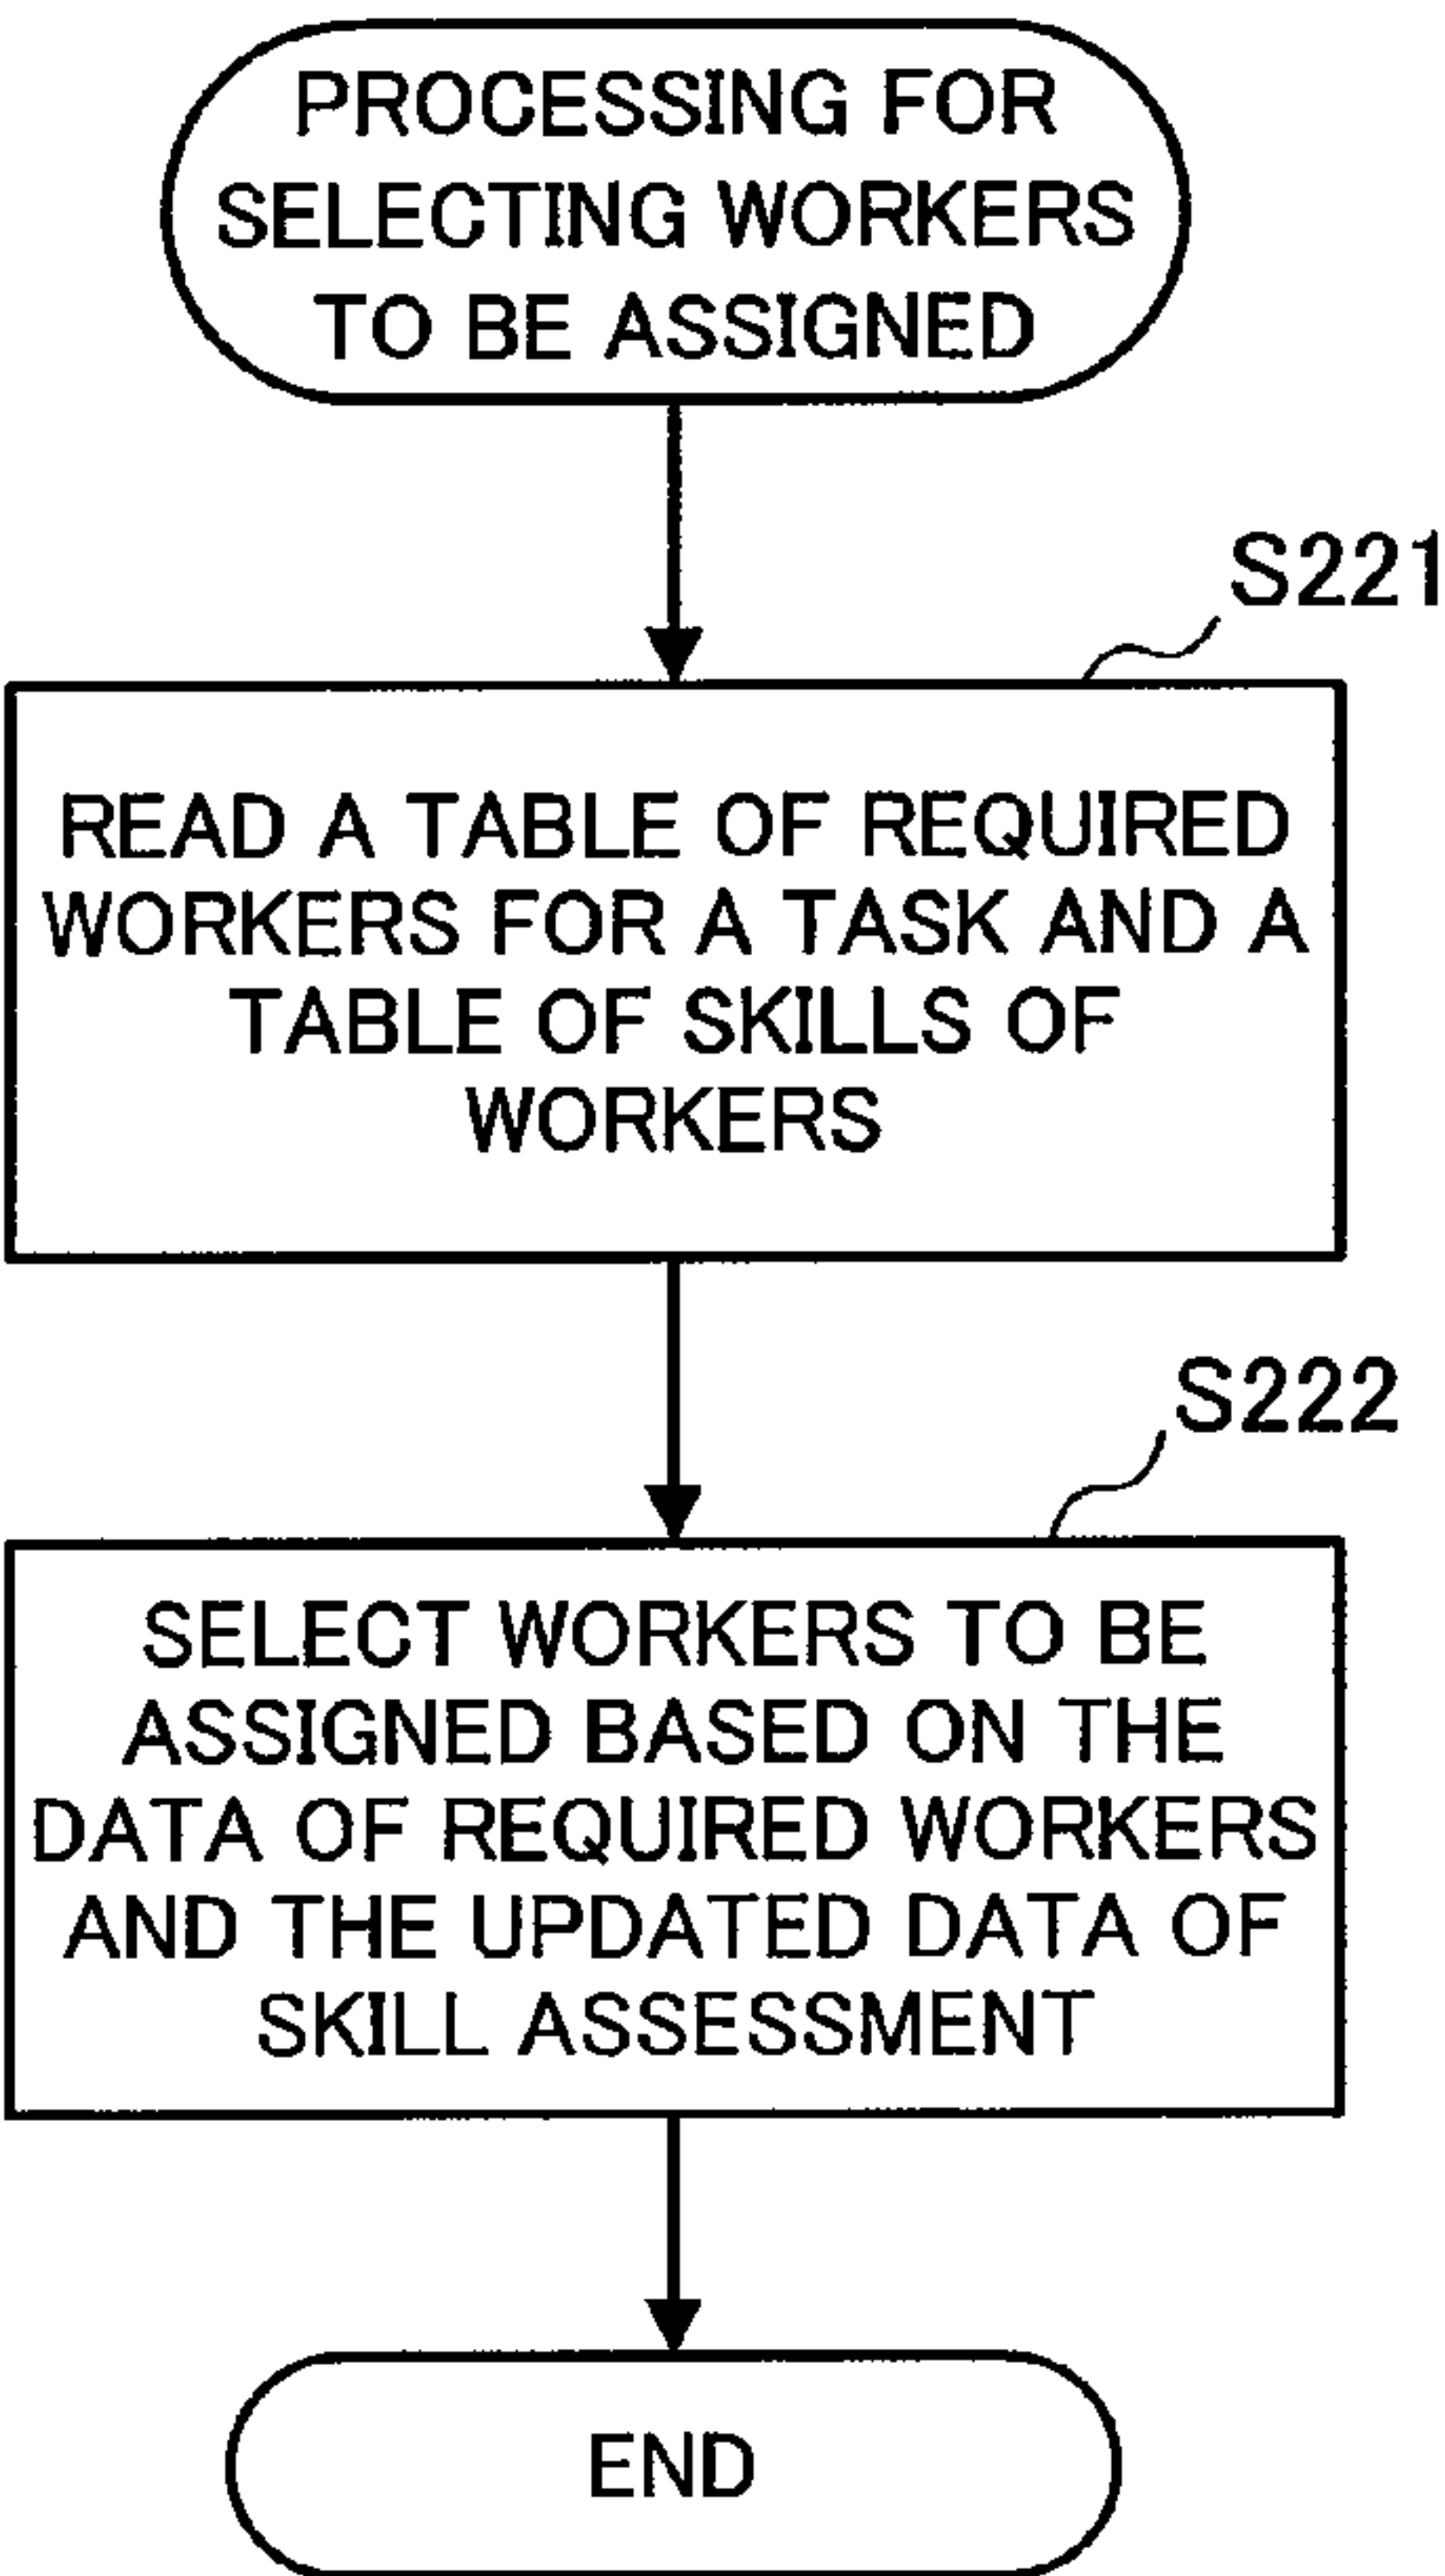 PROCESSING FOR
SELECTING WORKERS
TO BE ASSIGNED
S221
READ A TABLE OF REQUIRED
WORKERS FOR A TASK AND A
TABLE OF SKILLS OF
WORKERS
S222
SELECT WORKERS TO BE
ASSIGNED BASED ON THE
DATA OF REQUIRED WORKERS
AND THE UPDATED DATA OF
SKILL ASSESSMENT
END